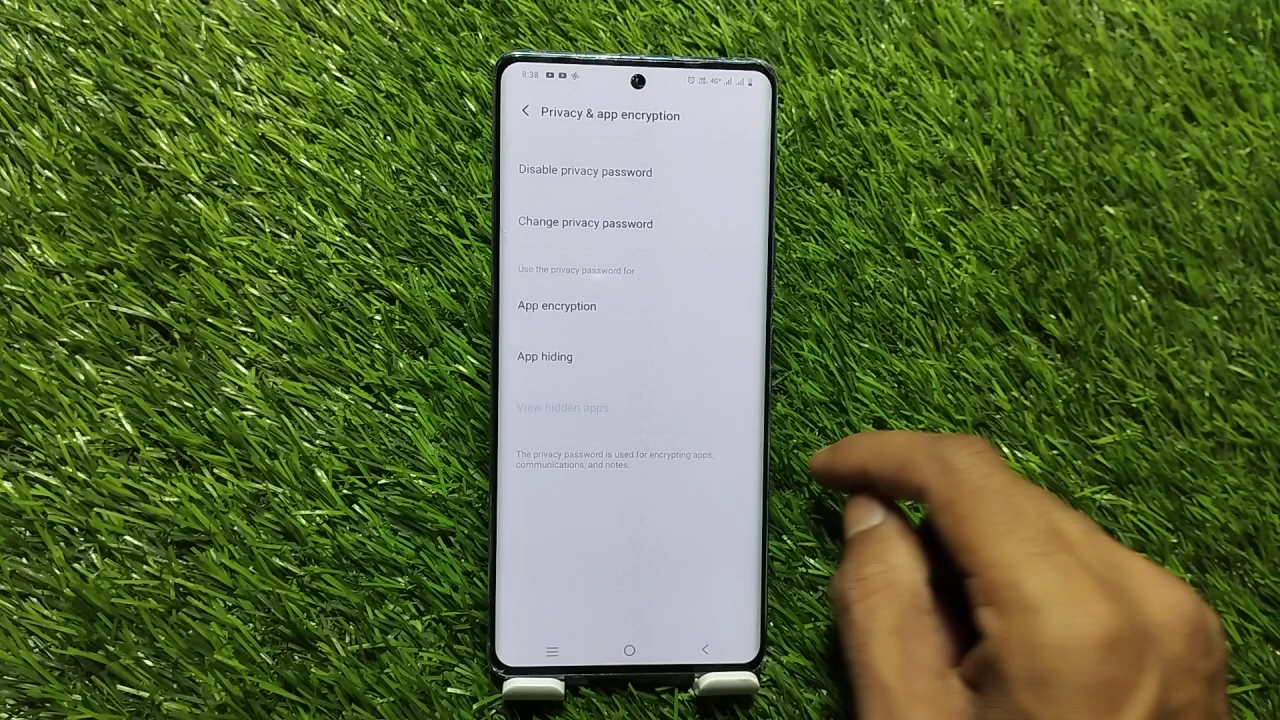 8:38
4G+
Privacy & app encryption
Disable privacy password
Change privacy password
Use the privacy password for
App encryption
App hiding
View hidden apps
The privacy password is used for encrypting apps,
communications, and notes.